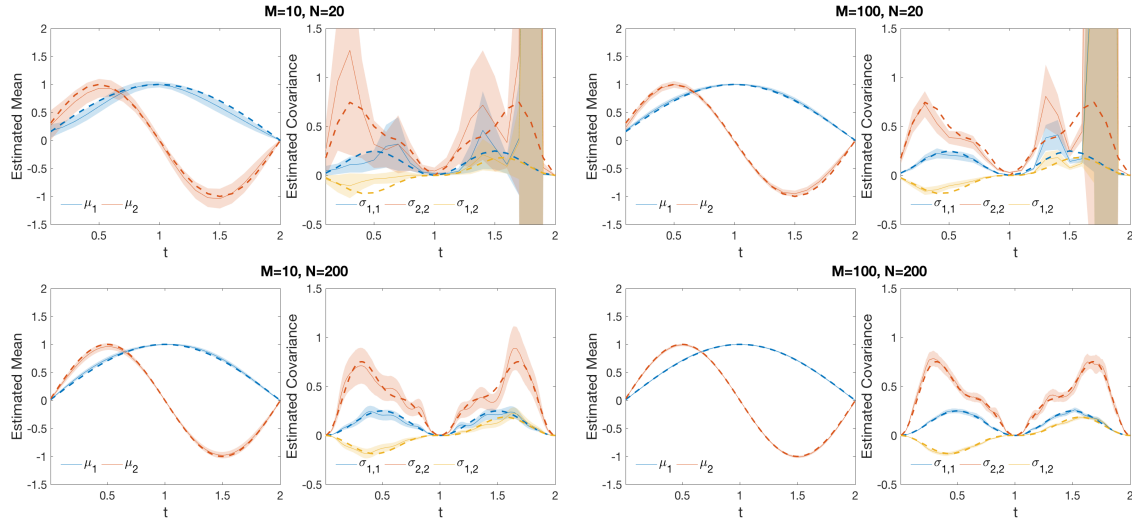 M=10, N=20
Estimated Mean
2
1.5
1
0.5
0
-0.5
-1
-1.5
μ1 μ2
0.5 1 1.5 2
t
Estimated Covariance
1.5
1
0.5
0
-0.5
σ1,1 σ2,2 σ1,2
0.5 1 1.5 2
t
M=100, N=20
Estimated Mean
2
1.5
1
0.5
0
-0.5
-1
-1.5
μ1 μ2
0.5 1 1.5 2
t
Estimated Covariance
1.5
1
0.5
0
-0.5
σ1,1 σ2,2 σ1,2
0.5 1 1.5 2
t
M=10, N=200
Estimated Mean
2
1.5
1
0.5
0
-0.5
-1
-1.5
μ1 μ2
0.5 1 1.5 2
t
Estimated Covariance
1.5
1
0.5
0
-0.5
σ1,1 σ2,2 σ1,2
0.5 1 1.5 2
t
M=100, N=200
Estimated Mean
2
1.5
1
0.5
0
-0.5
-1
-1.5
μ1 μ2
0.5 1 1.5 2
t
Estimated Covariance
1.5
1
0.5
0
-0.5
σ1,1 σ2,2 σ1,2
0.5 1 1.5 2
t